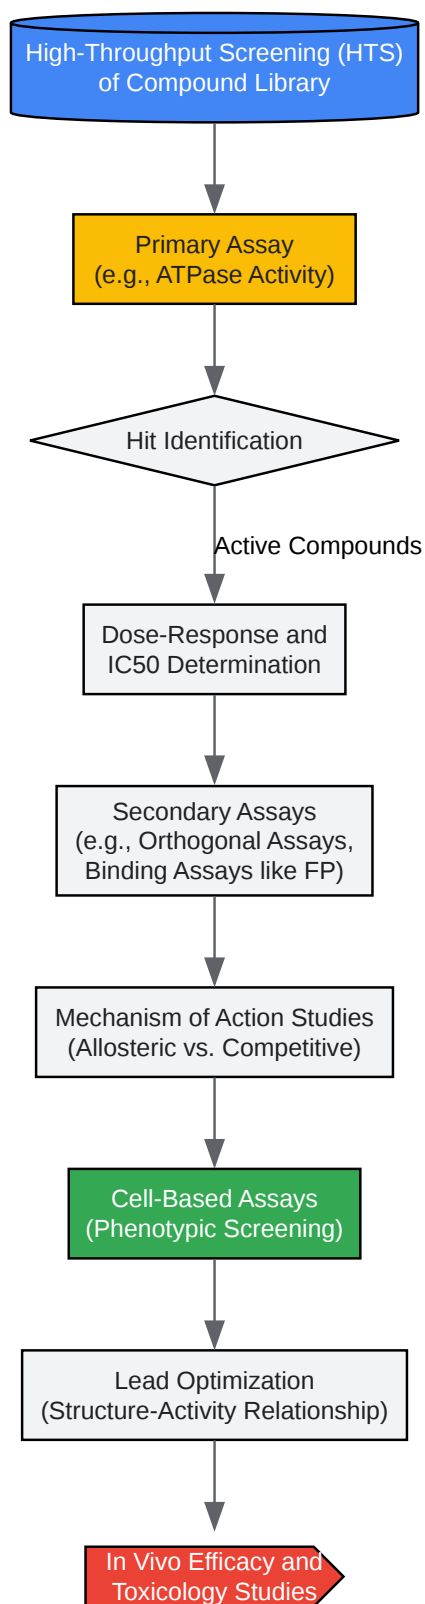 High-Throughput Screening (HTS)
of Compound Library
Primary Assay
(e.g., ATPase Activity)
Hit Identification
Active Compounds
Dose-Response and
IC50 Determination
Secondary Assays
(e.g., Orthogonal Assays,
Binding Assays like FP)
Mechanism of Action Studies
(Allosteric vs. Competitive)
Cell-Based Assays
(Phenotypic Screening)
Lead Optimization
(Structure-Activity Relationship)
In Vivo Efficacy and
Toxicology Studies